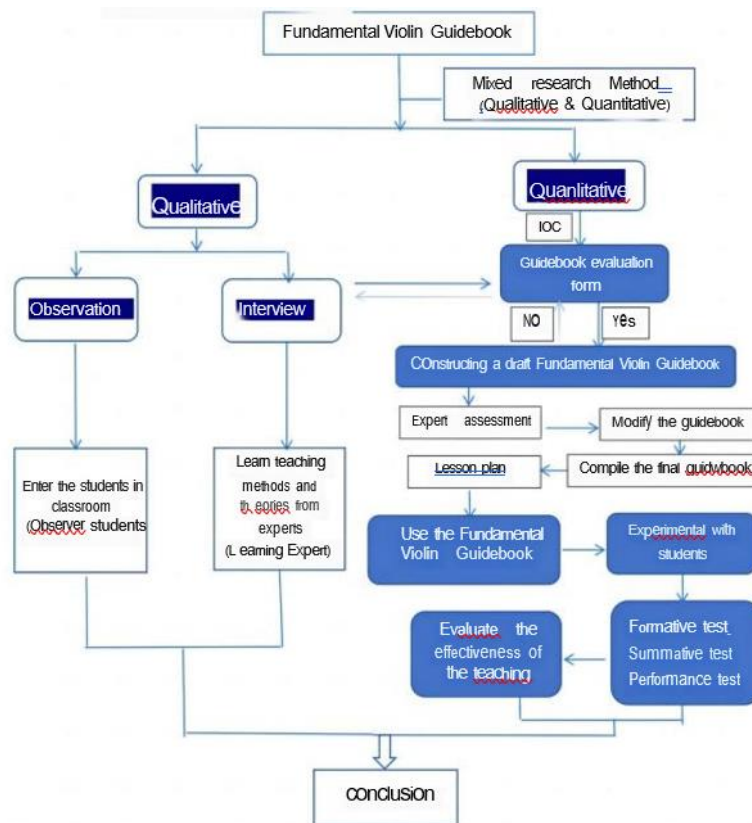 Fundamental Violin Guidebook
Mixed research Method
(Qualitative & Quantitative)
Qualitative
Quanlitative
IOC
Guidebook evaluation
form
Observation
Interview
NO
Yes
COnstructing a draft Fundamental Violin Guidebook
Expert assessment
Modify the guidebook
Lesson plan
Compile the final guidwbook
Enter the students in
classroom
(Observer students
Learn teaching
methods and
th eories from
experts
(L earning Expert)
Use the Fundamental
Violin Guidebook
Experimental with
students
Evaluate the
effectiveness of
the teaching
Formative test
Summative test
Performance test
conclusion